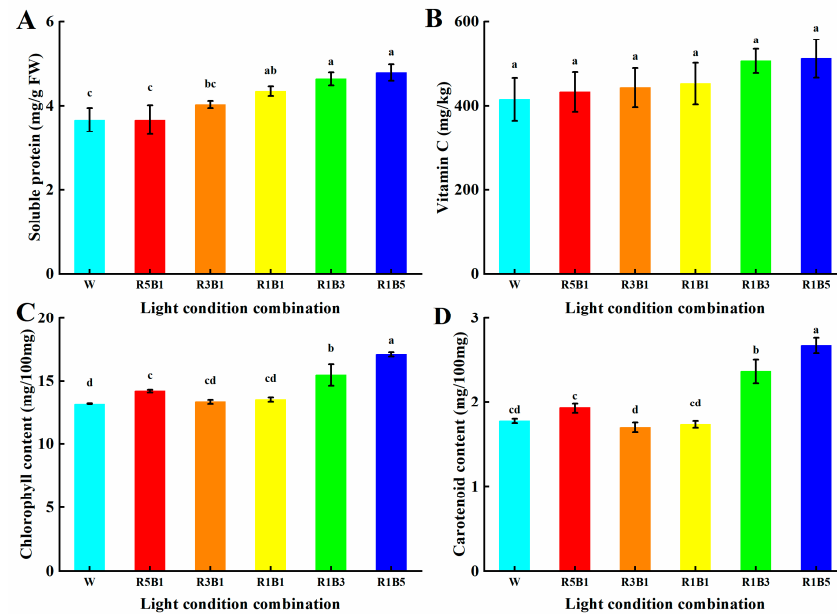 A
Soluble protein (mg/g FW)
6
4
2
0
c
c
bc
ab
a
a
W
R5B1
R3B1
R1B1
R1B3
R1B5
Light condition combination
B
Vitamin C (mg/kg)
600
400
200
0
a
a
a
a
a
a
W
R5B1
R3B1
R1B1
R1B3
R1B5
Light condition combination
C
Chlorophyll content (mg/100mg)
20
15
10
5
0
d
c
cd
cd
b
a
W
R5B1
R3B1
R1B1
R1B3
R1B5
Light condition combination
D
Carotenoid content (mg/100mg)
3
2
1
0
cd
c
d
cd
b
a
W
R5B1
R3B1
R1B1
R1B3
R1B5
Light condition combination